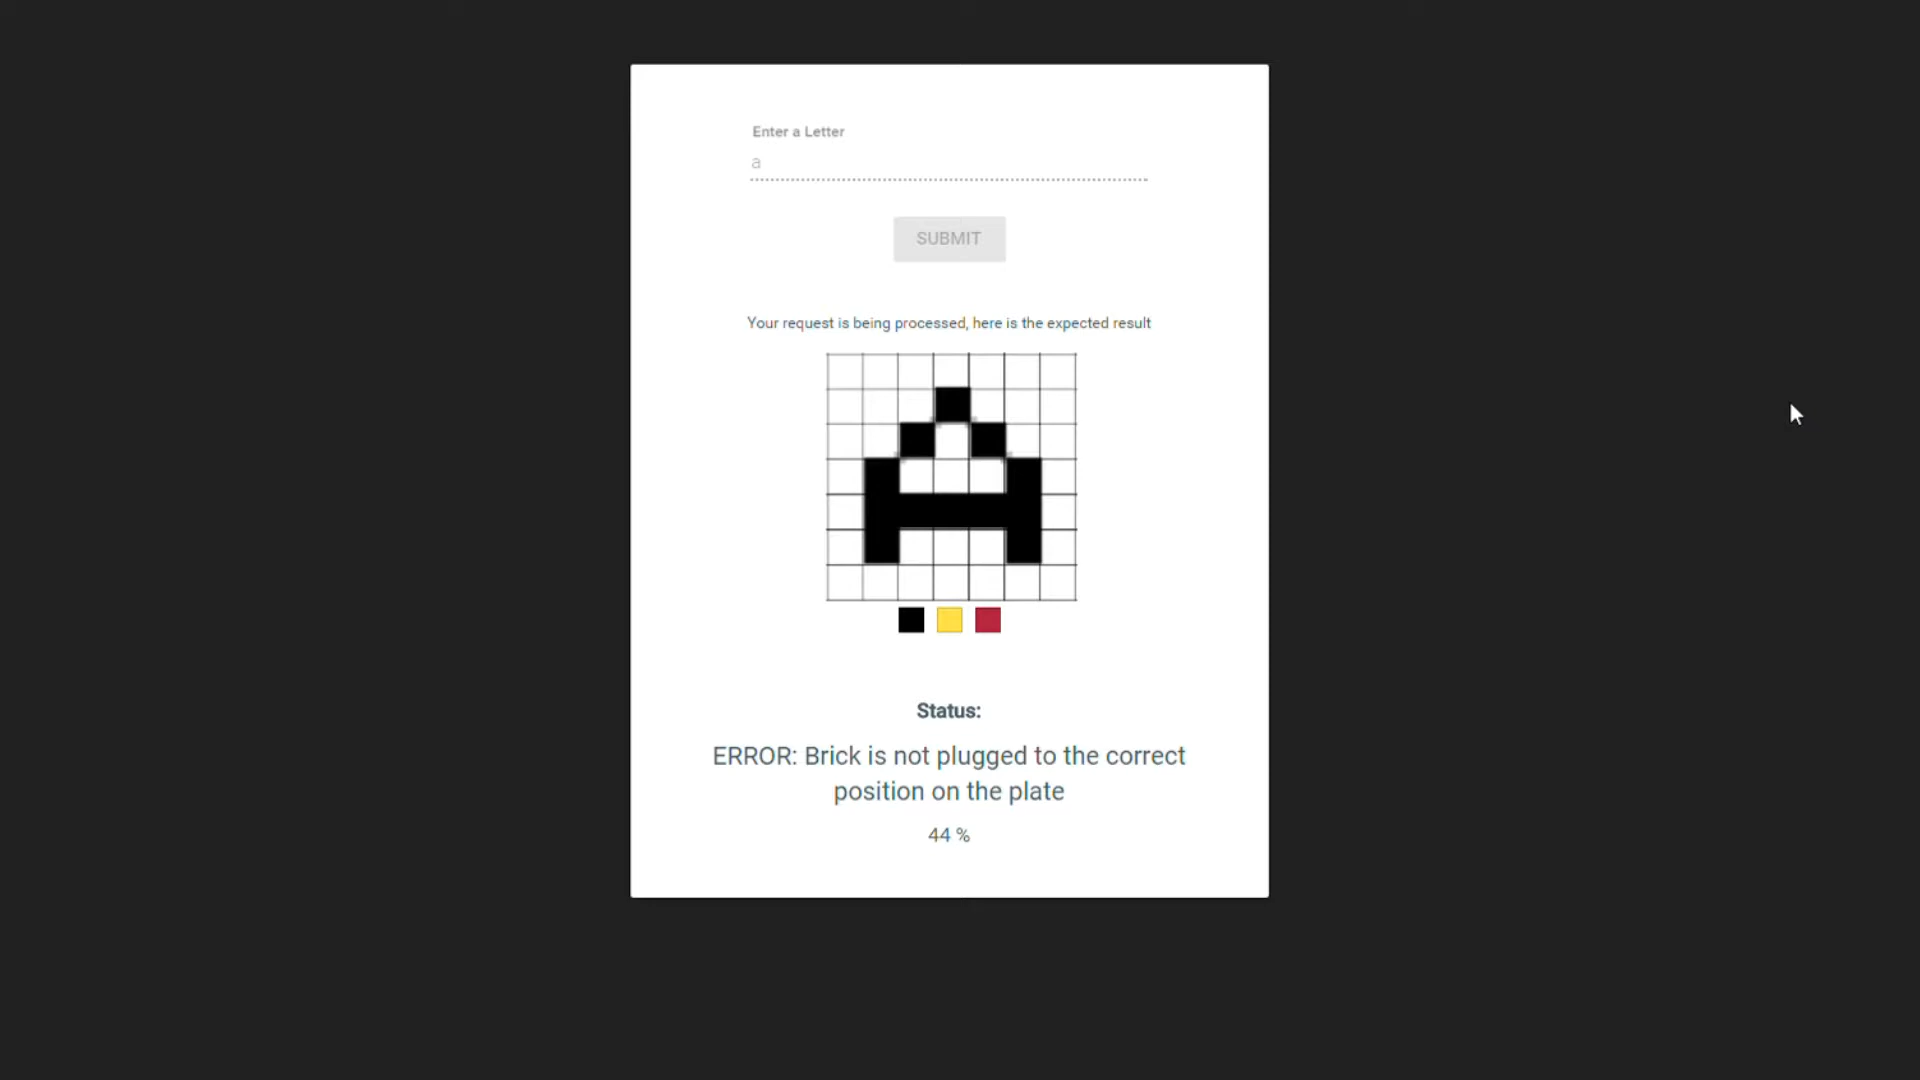 Enter a Letter
a
SUBMIT
Your request is being processed, here is the expected result
Status:
ERROR: Brick is not plugged to the correct
position on the plate
44 %